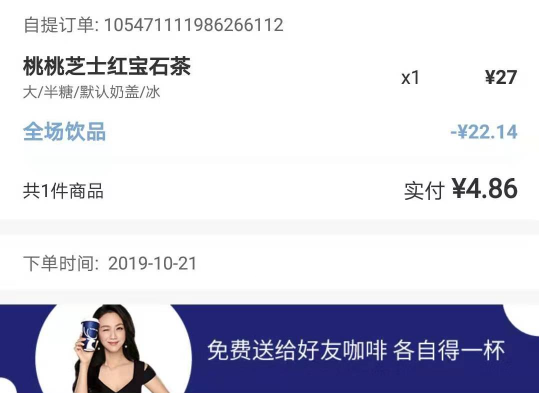 自提订单: 105471111986266112
桃桃芝士红宝石茶 x1 ¥27
大/半糖/默认奶盖/冰
全场饮品 -¥22.14
共1件商品 实付 ¥4.86
下单时间: 2019-10-21
免费送给好友咖啡 各自得一杯